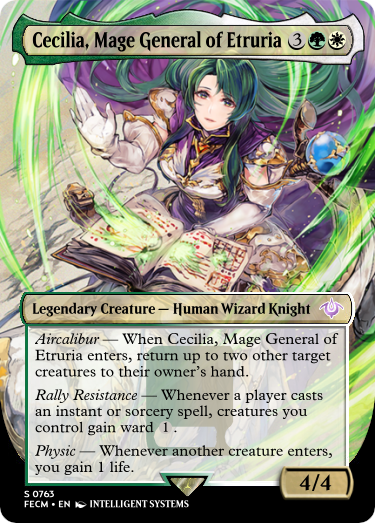 Cecilia, Mage General of Etruria 3
Legendary Creature — Human Wizard Knight
Aircalibur — When Cecilia, Mage General of
Etruria enters, return up to two other target
creatures to their owner's hand.
Rally Resistance — Whenever a player casts
an instant or sorcery spell, creatures you
control gain ward 1 .
Physic — Whenever another creature enters,
you gain 1 life.
4/4
S 0763
FECM • EN INTELLIGENT SYSTEMS